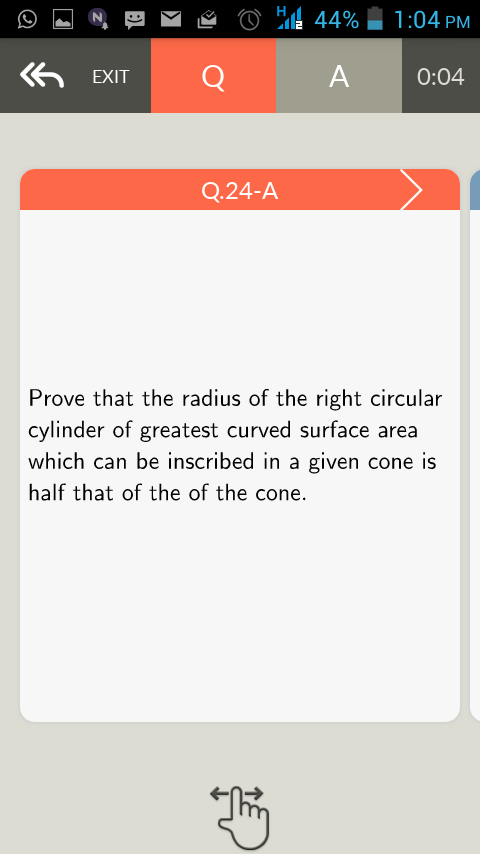 44% 1:04 PM
EXIT Q A 0:04
Q.24-A
Prove that the radius of the right circular
cylinder of greatest curved surface area
which can be inscribed in a given cone is
half that of the of the cone.